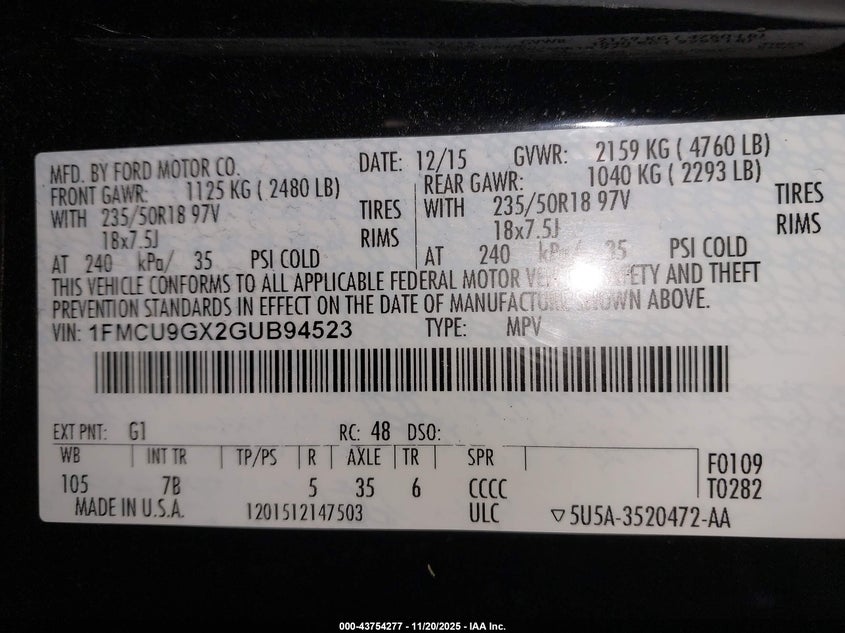 MFD. BY FORD MOTOR CO. DATE: 12/15 GVWR: 2159 KG ( 4760 LB)
FRONT GAWR: 1125 KG ( 2480 LB) REAR GAWR: 1040 KG ( 2293 LB)
WITH 235/50R18 97V TIRES WITH 235/50R18 97V TIRES
18x7.5J RIMS 18x7.5J RIMS
AT 240 kPa/ 35 PSI COLD AT 240 kPa/ 35 PSI COLD
THIS VEHICLE CONFORMS TO ALL APPLICABLE FEDERAL MOTOR AND THEFT
PREVENTION STANDARDS IN EFFECT ON THE DATE OF MANUFACTURE SHOWN ABOVE.
VIN: 1FMCU9GX2GUB94523 TYPE: MPV
EXT PNT: G1 RC: 48 DSO:
WB INT TR TP/PS R AXLE TR SPR
105 7B 5 35 6 CCCC
F0109
T0282
MADE IN U.S.A. 1201512147503 ULC ▽5U5A-3520472-AA
000-43754277 - 11/20/2025 - IAA Inc.